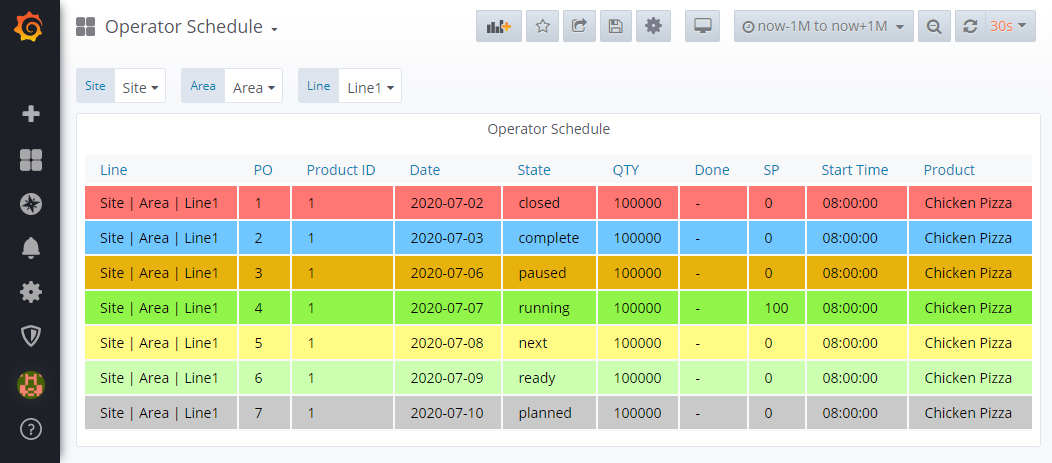 Operator Schedule
now-1M to now+1M
30s
Site Site Area Area Line Line1
Operator Schedule
Line PO Product ID Date State QTY Done SP Start Time Product
Site | Area | Line1 1 1 2020-07-02 closed 100000 - 0 08:00:00 Chicken Pizza
Site | Area | Line1 2 1 2020-07-03 complete 100000 - 0 08:00:00 Chicken Pizza
Site | Area | Line1 3 1 2020-07-06 paused 100000 - 0 08:00:00 Chicken Pizza
Site | Area | Line1 4 1 2020-07-07 running 100000 - 100 08:00:00 Chicken Pizza
Site | Area | Line1 5 1 2020-07-08 next 100000 - 0 08:00:00 Chicken Pizza
Site | Area | Line1 6 1 2020-07-09 ready 100000 - 0 08:00:00 Chicken Pizza
Site | Area | Line1 7 1 2020-07-10 planned 100000 - 0 08:00:00 Chicken Pizza